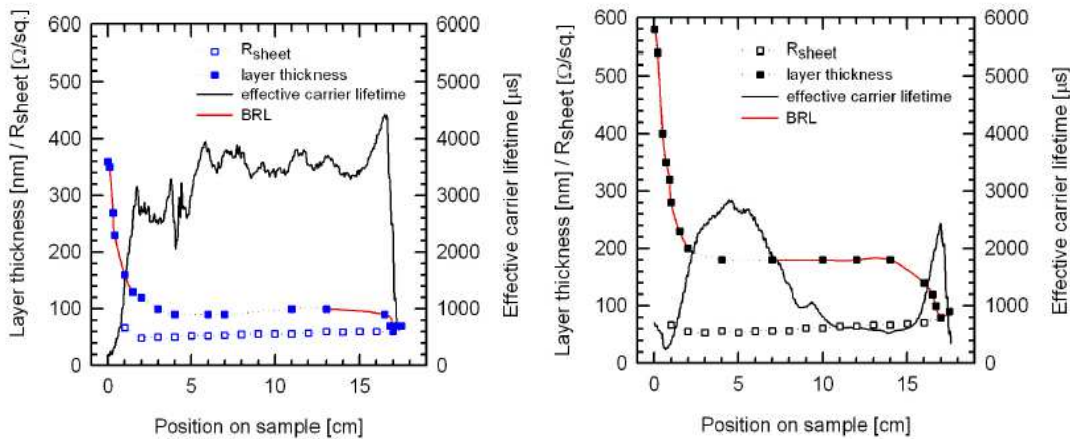 Layer thickness [nm] / Rsheet [Ω/sq.]
600
500
400
300
200
100
0
Rsheet
layer thickness
effective carrier lifetime
BRL
6000
5000
4000
3000
2000
1000
0
Effective carrier lifetime [µs]
0 5 10 15
Position on sample [cm]
Layer thickness [nm] / Rsheet [Ω/sq.]
600
500
400
300
200
100
0
Rsheet
layer thickness
effective carrier lifetime
BRL
6000
5000
4000
3000
2000
1000
0
Effective carrier lifetime [µs]
0 5 10 15
Position on sample [cm]